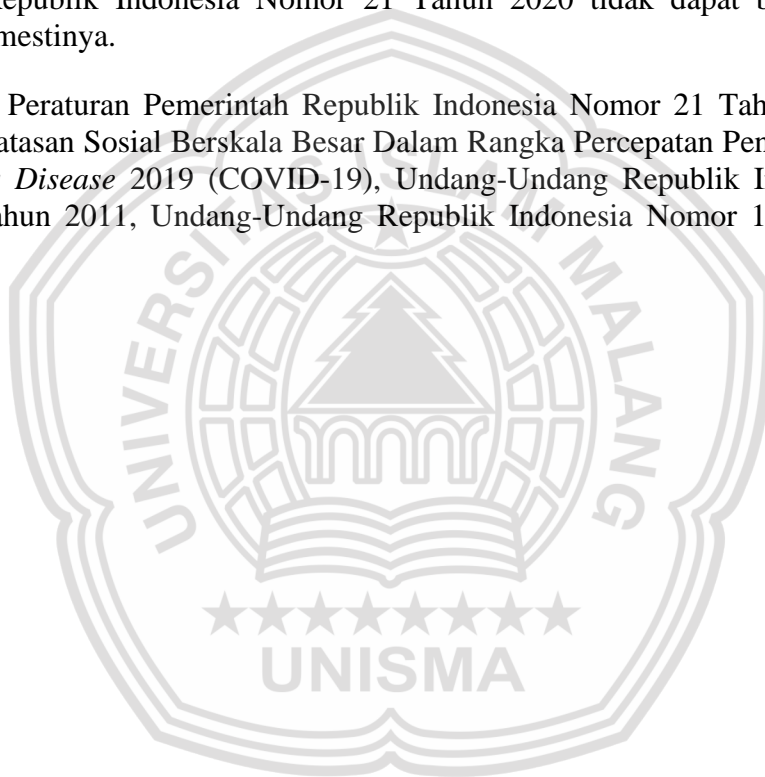 Republik Indonesia Nomor 21 Tahun 2020 tidak dapat b
mestinya.
Peraturan Pemerintah Republik Indonesia Nomor 21 Tah
atasan Sosial Berskala Besar Dalam Rangka Percepatan Pen
Disease 2019 (COVID-19), Undang-Undang Republik I
ahun 2011, Undang-Undang Republik Indonesia Nomor 1
UNIVERSITAS ISLAM MALANG
UNISMA